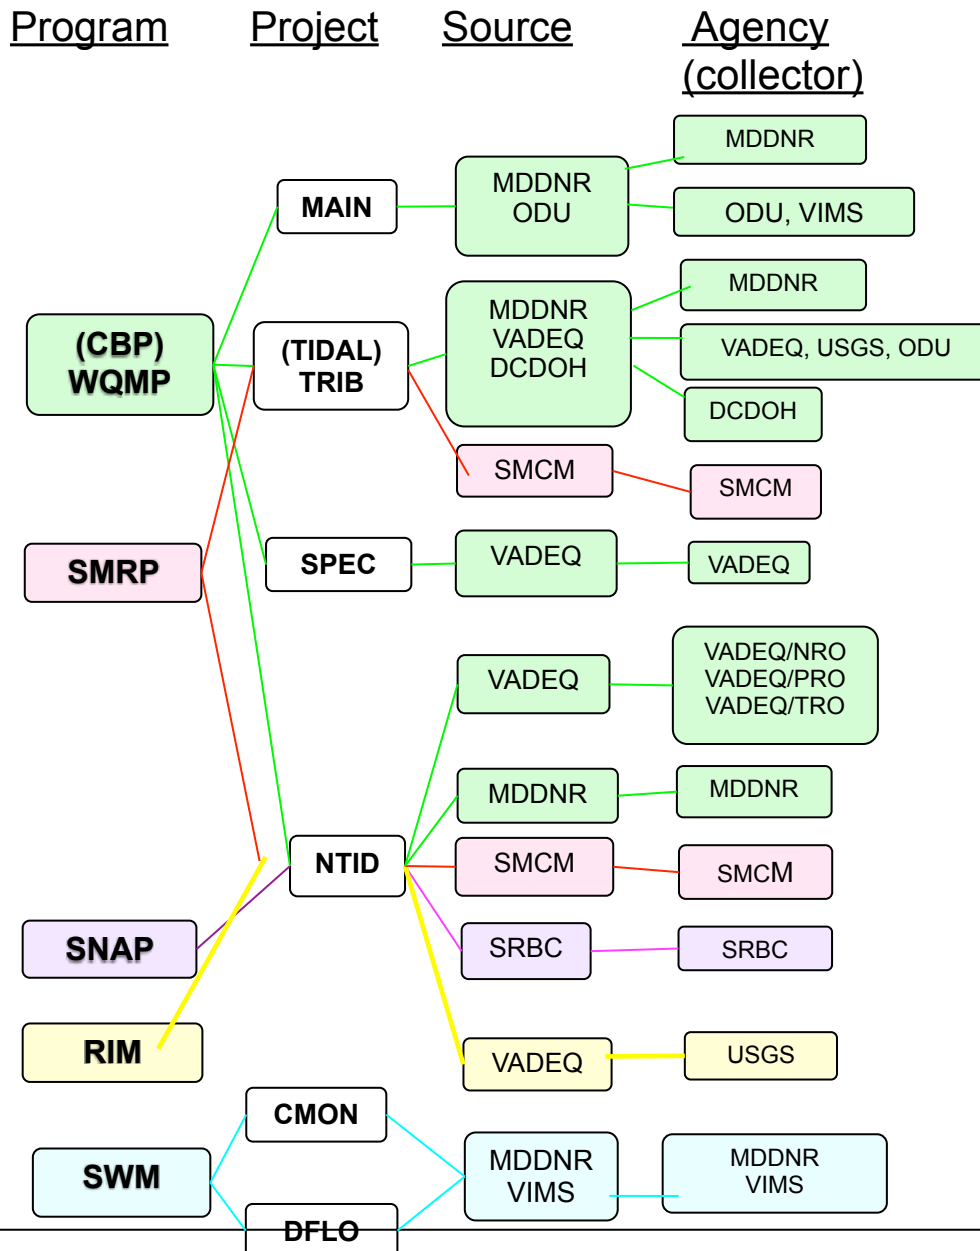 Program Project Source Agency
(collector)
MDDNR
MAIN
MDDNR
ODU
ODU, VIMS
(CBP)
WQMP
(TIDAL)
TRIB
MDDNR
VADEQ
DCDOH
MDDNR
VADEQ, USGS, ODU
DCDOH
SMCM
SMCM
SMRP
SPEC
VADEQ
VADEQ
VADEQ
VADEQ/NRO
VADEQ/PRO
VADEQ/TRO
MDDNR
MDDNR
NTID
SMCM
SMCM
SNAP
SRBC
SRBC
RIM
VADEQ
USGS
CMON
SWM
MDDNR
VIMS
MDDNR
VIMS
DFLO